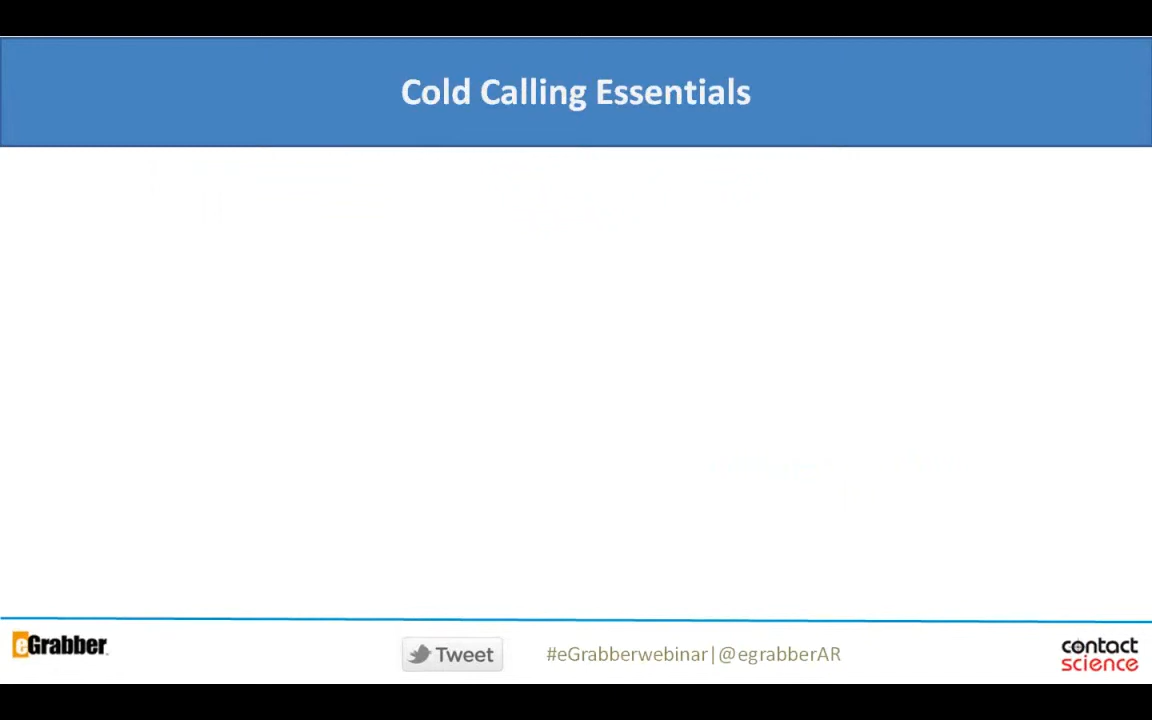 Cold Calling Essentials
eGrabber
Tweet
#eGrabberwebinar|@egrabberAR
contact
science